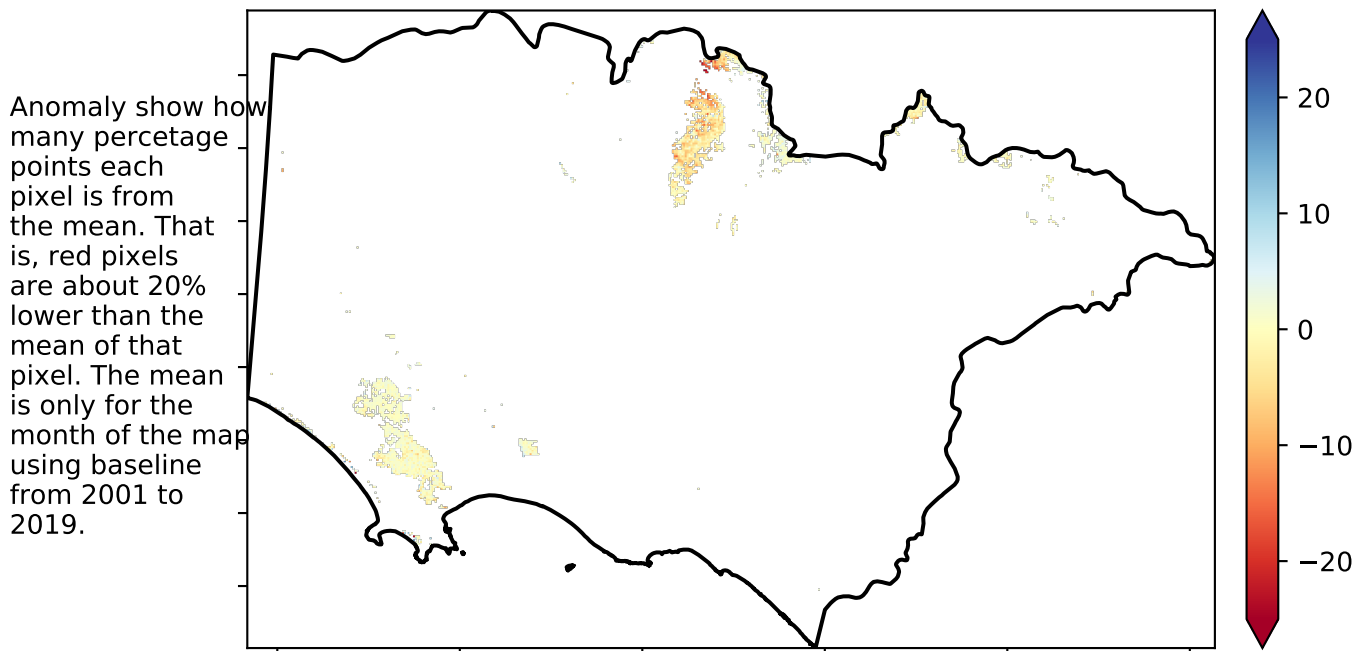 Anomaly show how
many percetage
points each
pixel is from
the mean. That
is, red pixels
are about 20%
lower than the
mean of that
pixel. The mean
is only for the
month of the map
using baseline
from 2001 to
2019.
20
10
0
−10
−20